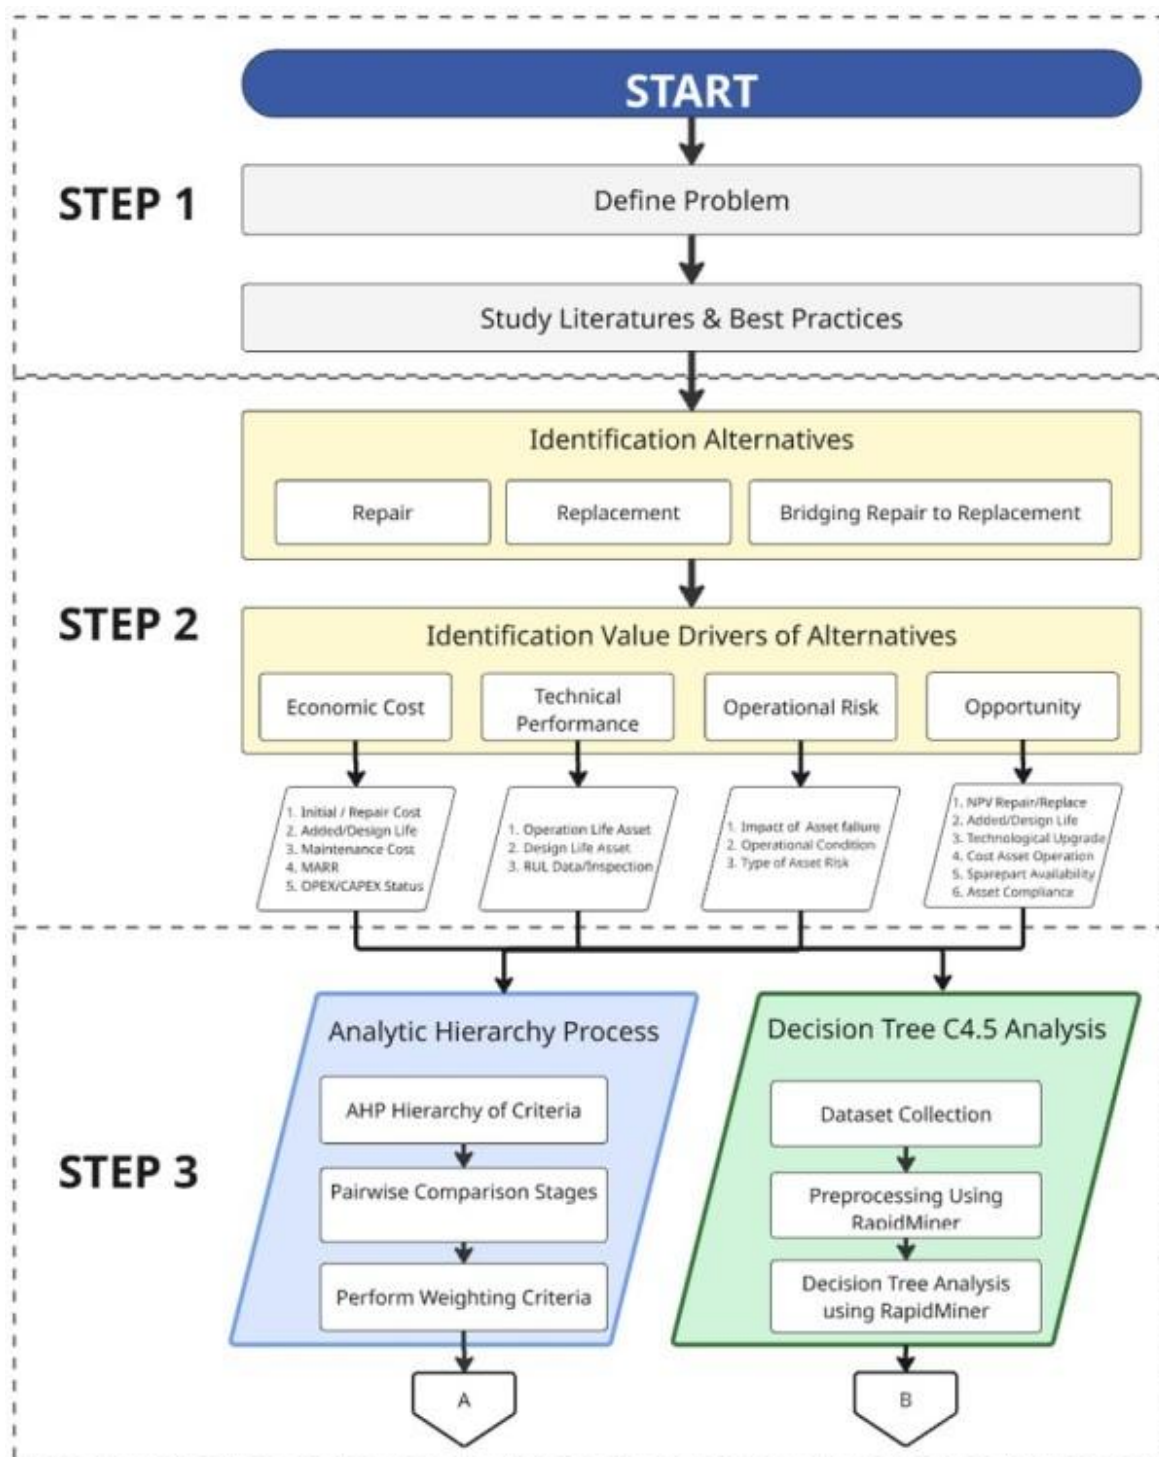 START
STEP 1
Define Problem
Study Literatures & Best Practices
STEP 2
Identification Alternatives
Repair
Replacement
Bridging Repair to Replacement
Identification Value Drivers of Alternatives
Economic Cost
Technical
Performance
Operational Risk
Opportunity
1. Initial / Repair Cost
2. Added/Design Life
3. Maintenance Cost
4. MARR
5. OPEX/CAPEX Status
1. Operation Life Asset
2. Design Life Asset
3. RUL Data/Inspection
1. Impact of Asset failure
2. Operational Condition
3. Type of Asset Risk
1. NPV Repair/Replace
2. Added/Design Life
3. Technological Upgrade
4. Cost Asset Operation
5. Sparepart Availability
6. Asset Compliance
STEP 3
Analytic Hierarchy Process
AHP Hierarchy of Criteria
Pairwise Comparison Stages
Perform Weighting Criteria
A
Decision Tree C4.5 Analysis
Dataset Collection
Preprocessing Using
RapidMiner
Decision Tree Analysis
using RapidMiner
B